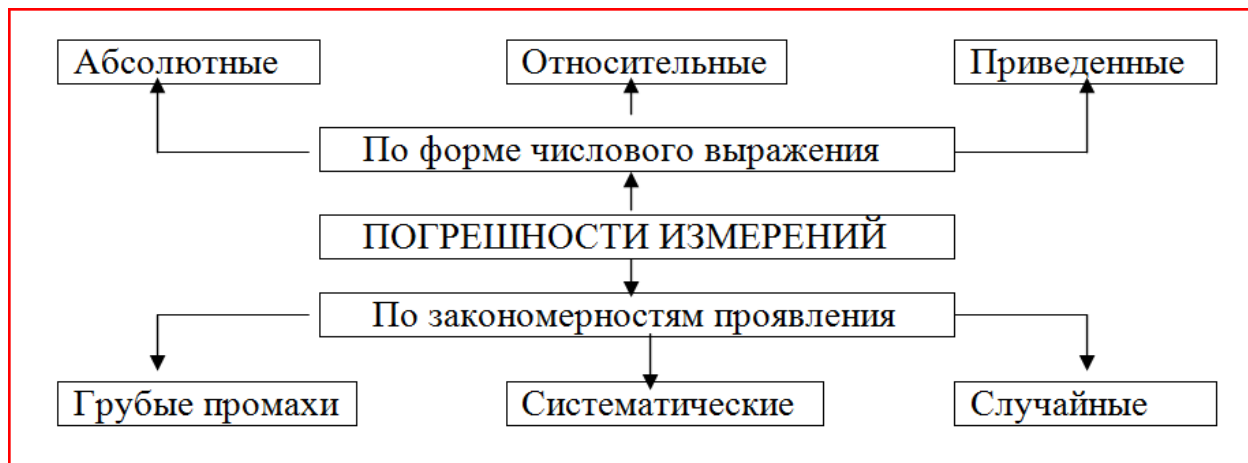 Абсолютные
Относительные
Приведенные
По форме числового выражения
ПОГРЕШНОСТИ ИЗМЕРЕНИЙ
По закономерностям проявления
Грубые промахи
Систематические
Случайные